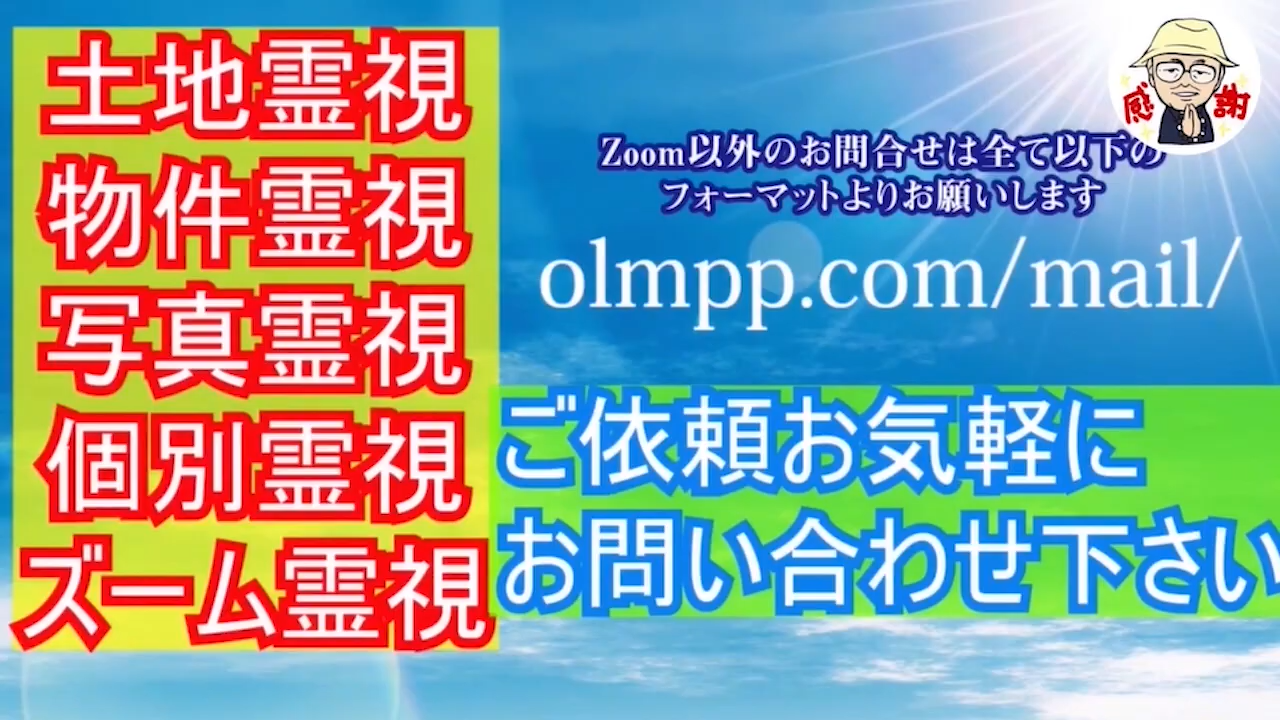 土地霊視
物件霊視
写真霊視
個別霊視
ズーム霊視
感謝
Zoom以外のお問合せは全て以下の
フォーマットよりお願いします
olmpp.com/mail/
ご依頼お気軽に
お問い合わせ下さい